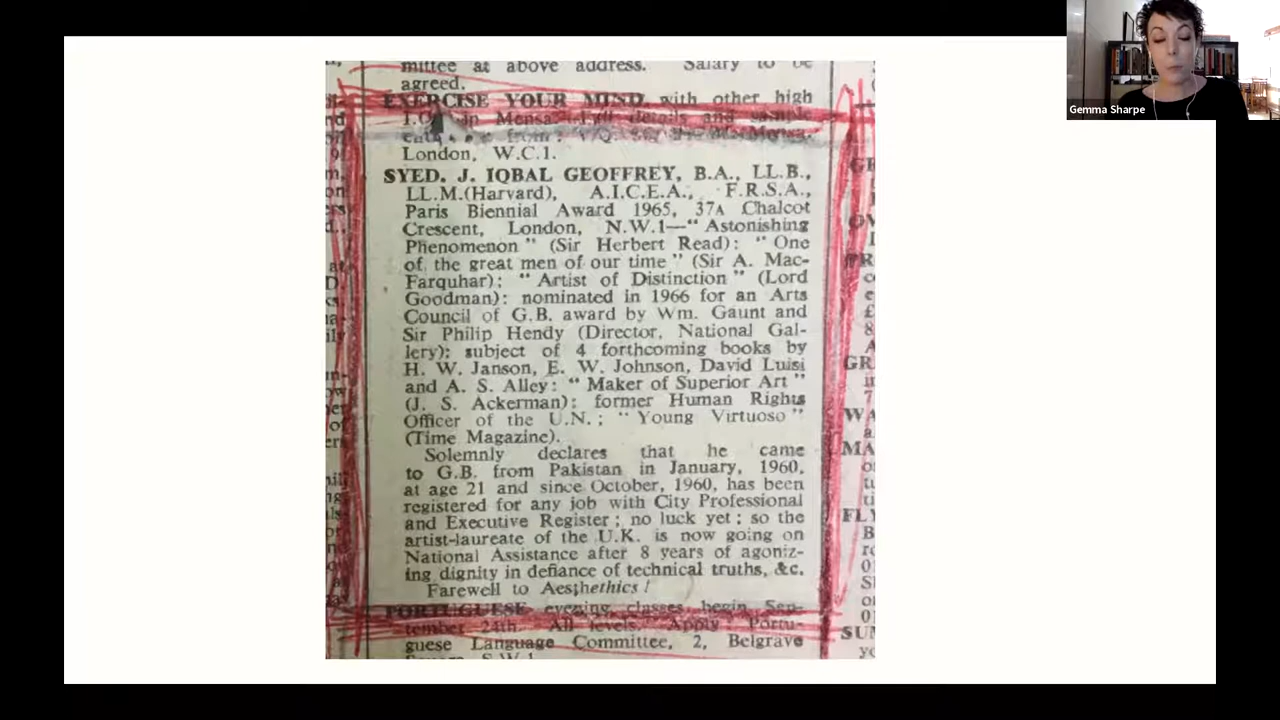 mittee at above address. Salary to be
agreed.
EXERCISE YOUR MIND with other high
I.Q. in Mensa. Full details and sample
from:
London, W.C.1.
SYED. J. IQBAL GEOFFREY, B.A., LL.B.,
LL.M.(Harvard), A.I.C.E.A., F.R.S.A.,
Paris Biennial Award 1965, 37A Chalcot
Crescent, London, N.W.1—“Astonishing
Phenomenon” (Sir Herbert Read): “One
of the great men of our time” (Sir A. Mac-
Farquhar); “Artist of Distinction” (Lord
Goodman): nominated in 1966 for an Arts
Council of G.B. award by Wm. Gaunt and
Sir Philip Hendy (Director, National Gal-
lery); subject of 4 forthcoming books by
H. W. Janson, E. W. Johnson, David Luisi
and A. S. Alley: “Maker of Superior Art”
(J. S. Ackerman); former Human Rights
Officer of the U.N.; “Young Virtuoso”
(Time Magazine).
Solemnly declares that he came
to G.B. from Pakistan in January, 1960,
at age 21 and since October, 1960, has been
registered for any job with City Professional
and Executive Register; no luck yet; so the
artist-laureate of the U.K. is now going on
National Assistance after 8 years of agoniz-
ing dignity in defiance of technical truths, &c.
Farewell to Aesthethics!
PORTUGUESE evening classes begin Sep-
tember 24th. All levels. Apply Portu-
guese Language Committee, 2, Belgrave
Square, S.W.1
Gemma Sharpe